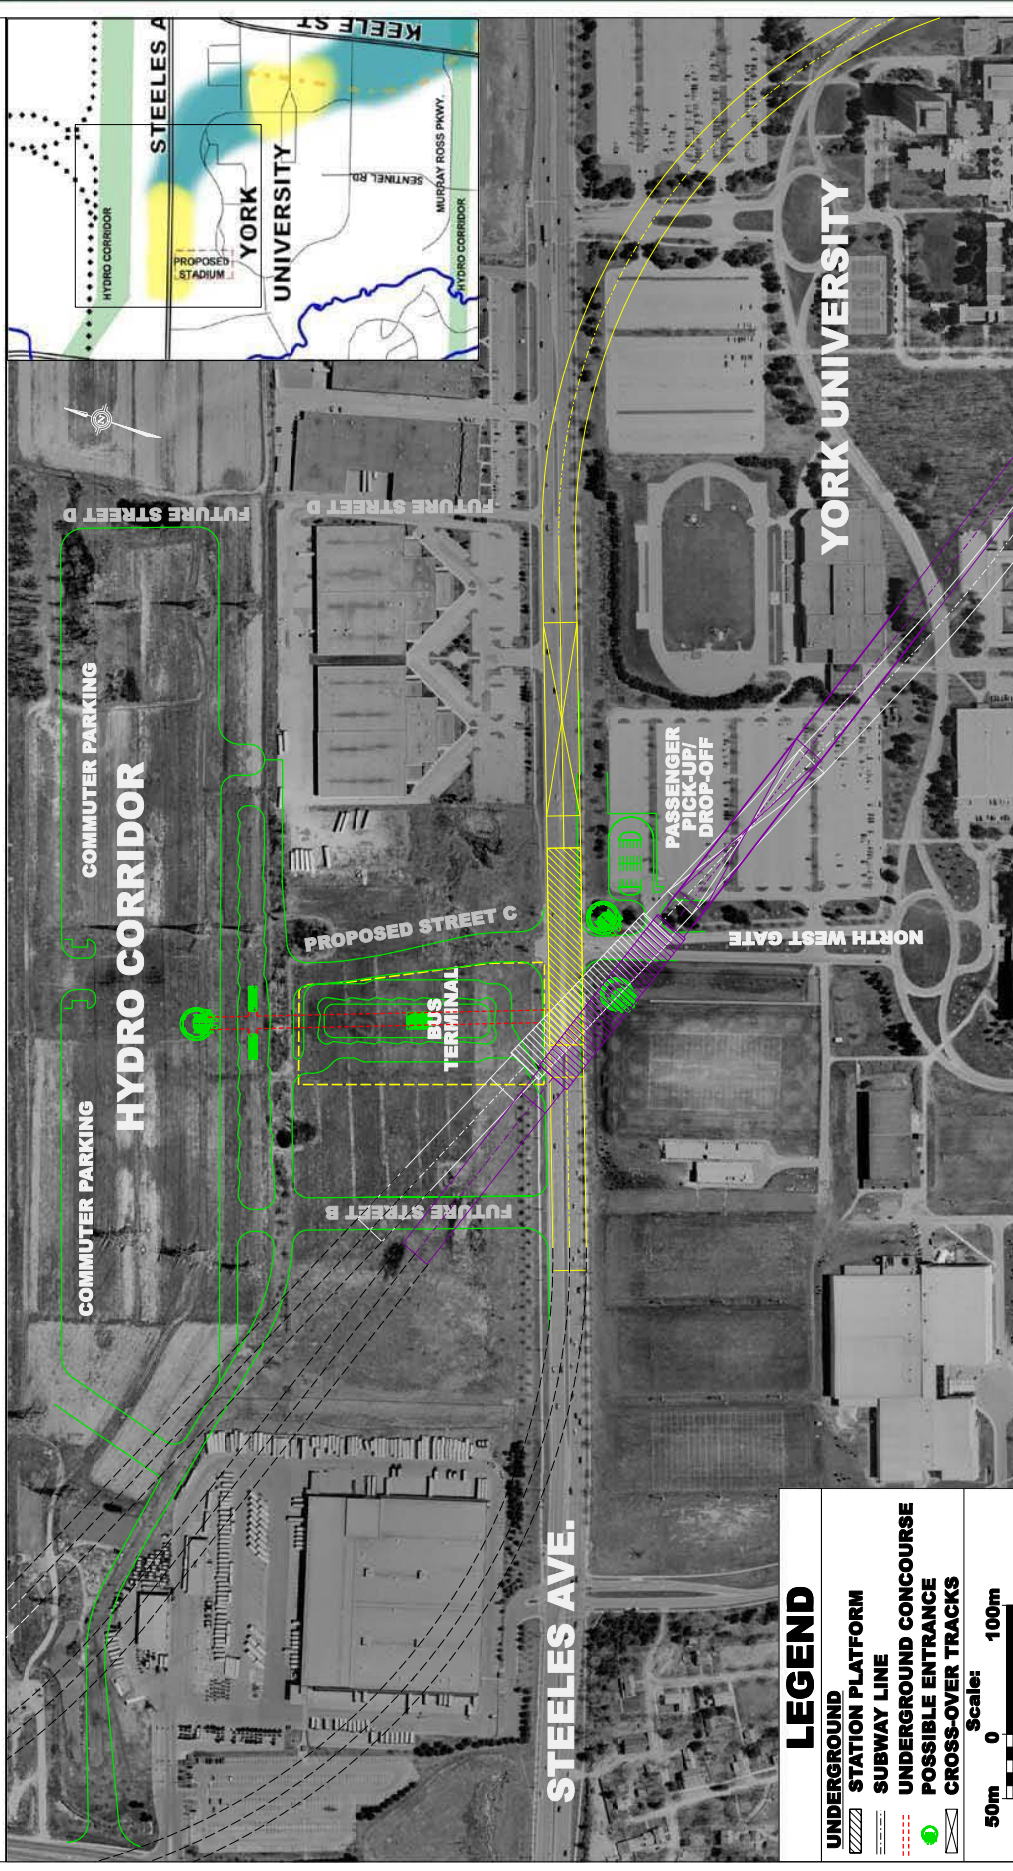 STEELES A
KEELE ST
HYDRO CORRIDOR
PROPOSED
STADIUM
YORK
UNIVERSITY
SENTINEL RD
MURRAY ROSS PKWY.
HYDRO CORRIDOR
N
FUTURE STREET D
FUTURE STREET D
COMMUTER PARKING
HYDRO CORRIDOR
COMMUTER PARKING
PROPOSED STREET C
BUS
TERMINAL
FUTURE STREET B
YORK UNIVERSITY
PASSENGER
PICK-UP/
DROP-OFF
NORTH WEST GATE
STEELES AVE.
LEGEND
UNDERGROUND
STATION PLATFORM
SUBWAY LINE
UNDERGROUND CONCOURSE
POSSIBLE ENTRANCE
CROSS-OVER TRACKS
Scale:
50m 0 100m